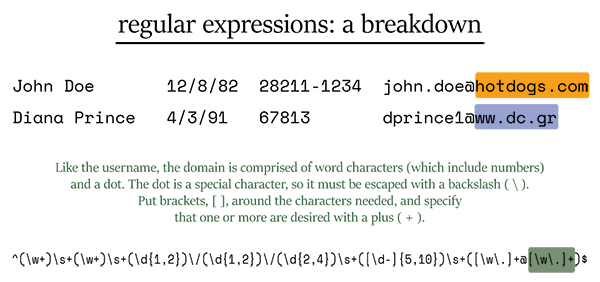 regular expressions: a breakdown
John Doe 12/8/82 28211-1234 john.doe@hotdogs.com
Diana Prince 4/3/91 67813 dprince1@ww.dc.gr
Like the username, the domain is comprised of word characters (which include numbers)
and a dot. The dot is a special character, so it must be escaped with a backslash ( \ ).
Put brackets, [ ], around the characters needed, and specify
that one or more are desired with a plus ( + ).
^(\w+)\s+(\w+)\s+(\d{1,2})\/(\d{1,2})\/(\d{2,4})\s+([\d-]{5,10})\s+([\w\.]+@[\w\.]+)$